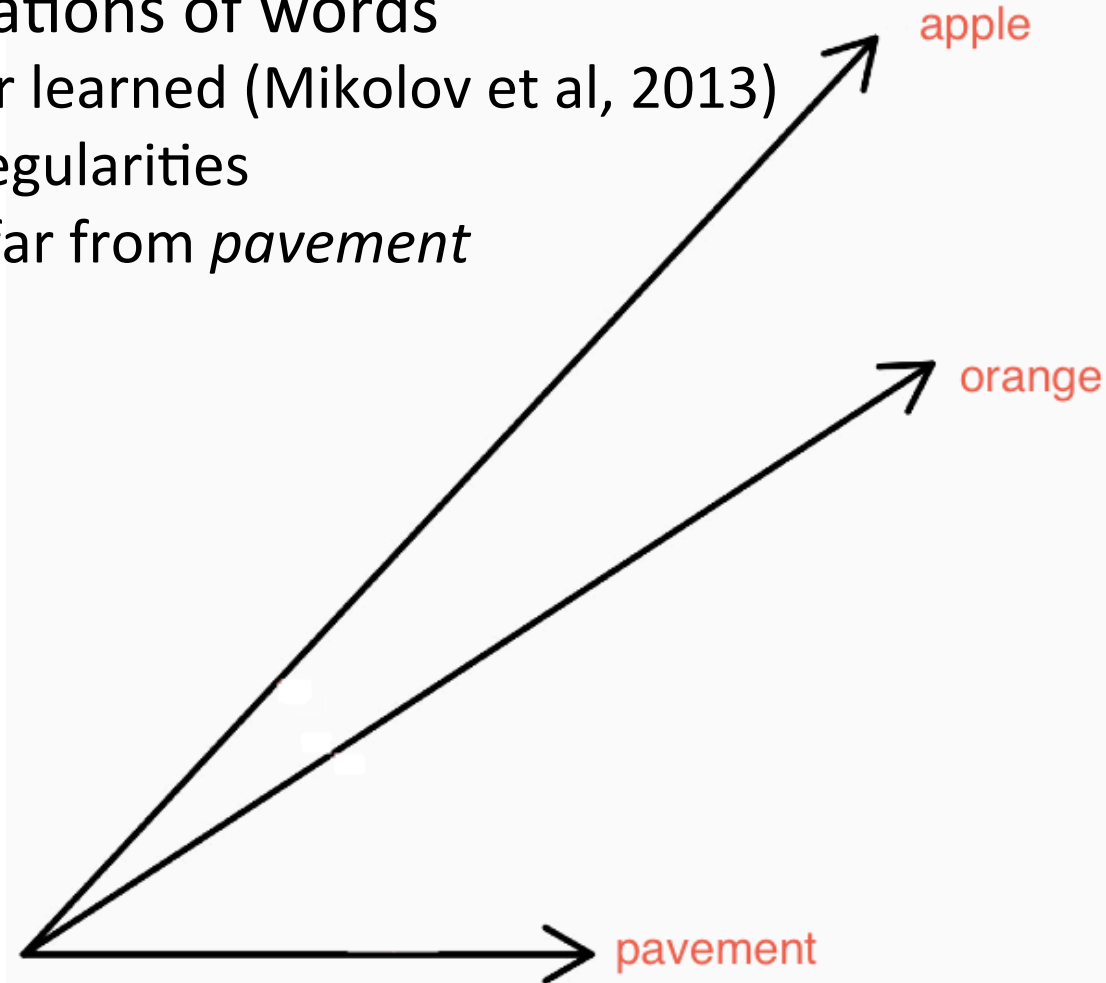 ations of words
r learned (Mikolov et al, 2013)
egularities
far from pavement
apple
orange
pavement